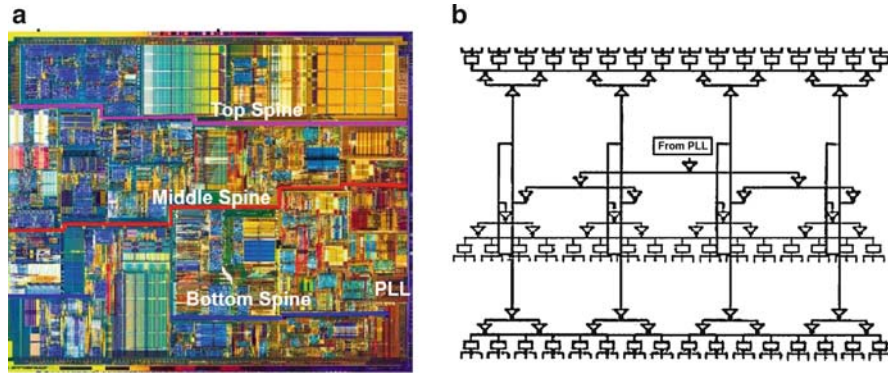 a
b
Top Spine
From PLL
Middle Spine
PLL
Bottom Spine